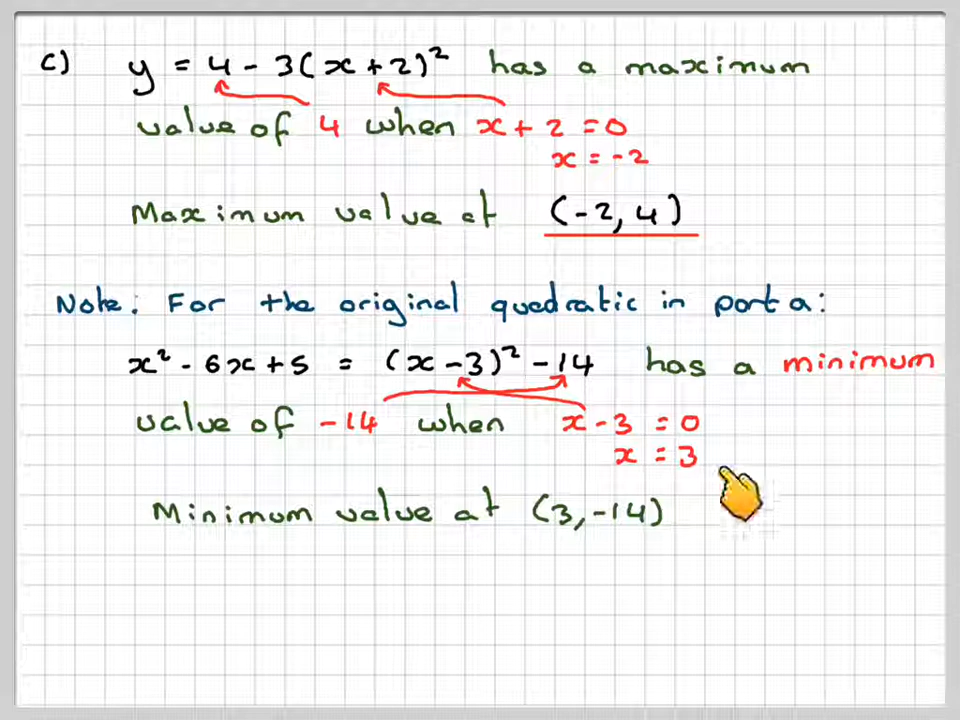 c) y = 4 - 3(x + 2)² has a maximum
value of 4 when x + 2 = 0
x = -2
Maximum value at (-2, 4)
Note: For the original quadratic in part a:
x² - 6x + 5 = (x - 3)² - 14 has a minimum
value of -14 when x - 3 = 0
x = 3
Minimum value at (3, -14)